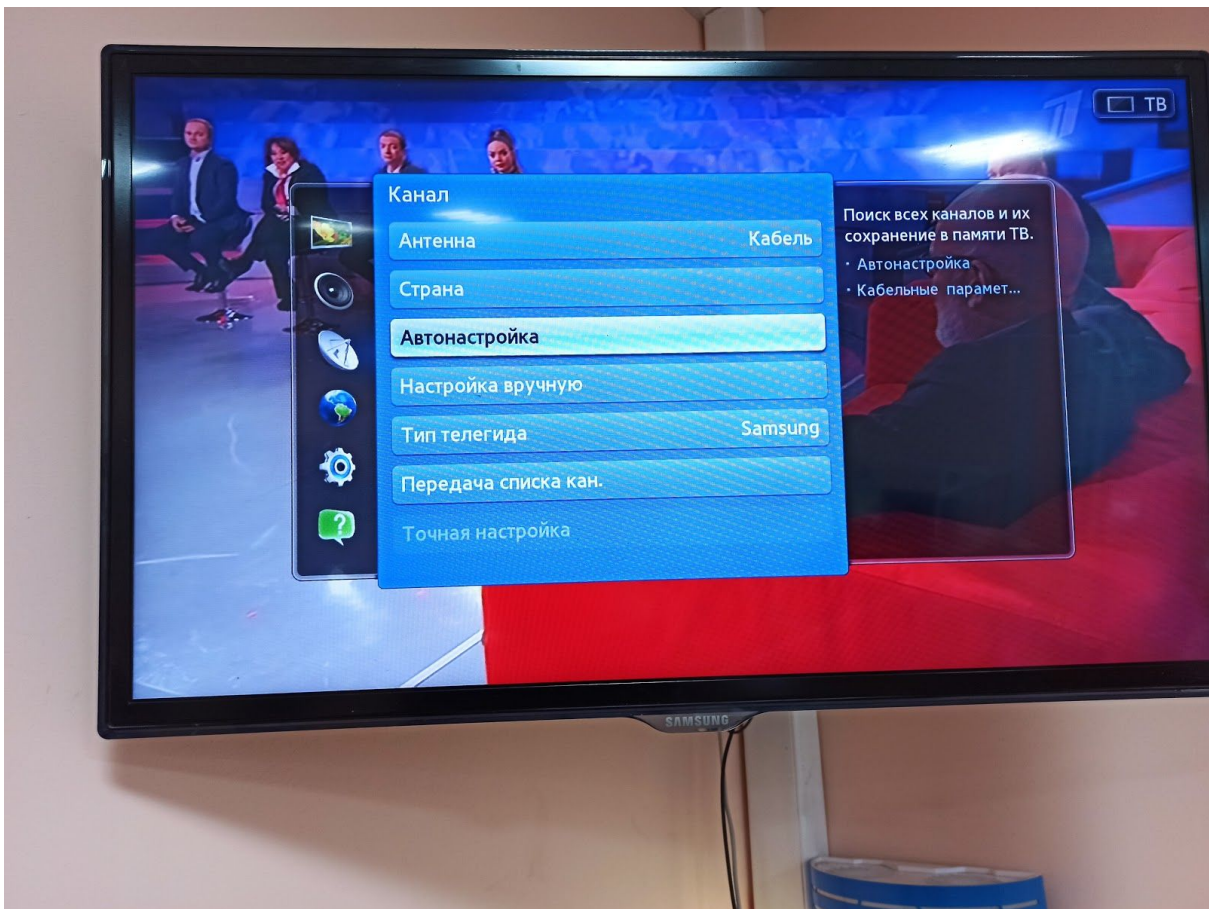 ТВ
Канал
Антенна Кабель
Страна
Автонастройка
Настройка вручную
Тип телегида Samsung
Передача списка кан.
Точная настройка
Поиск всех каналов и их
сохранение в памяти ТВ.
· Автонастройка
· Кабельные парамет...
SAMSUNG